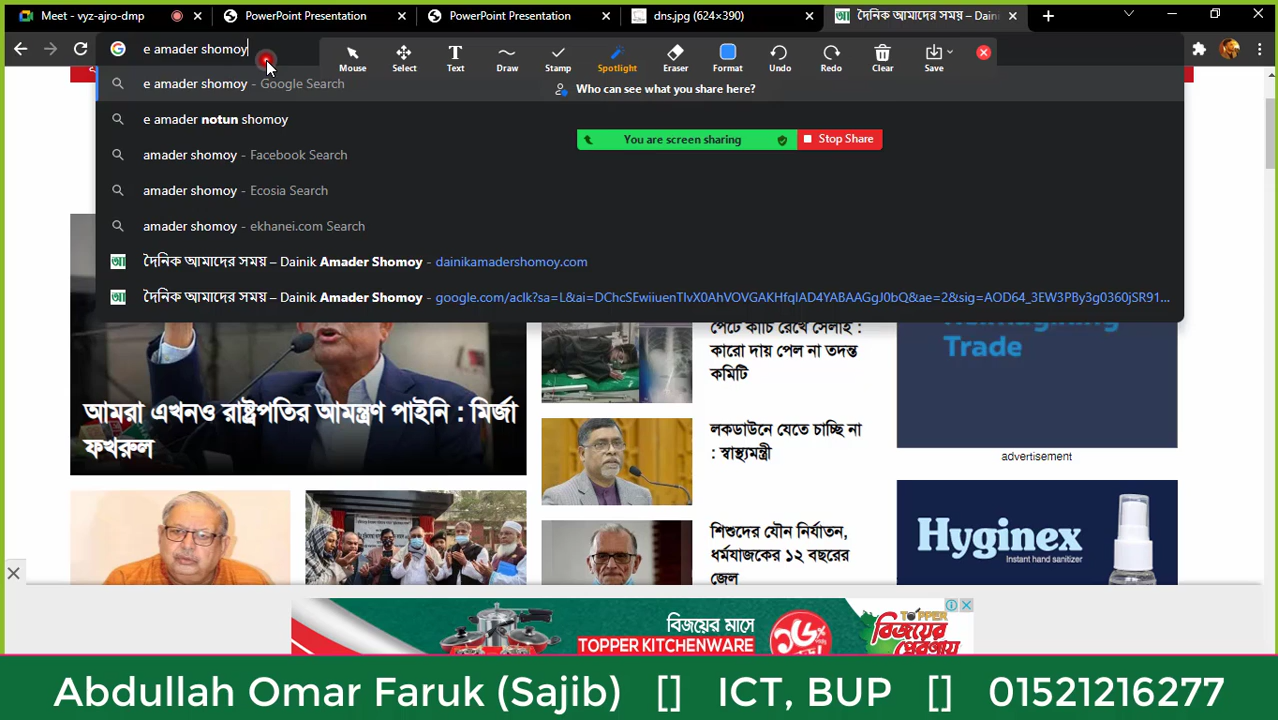 Meet - vyz-ajro-dmp
PowerPoint Presentation
PowerPoint Presentation
dns.jpg (624×390)
দৈনিক আমাদের সময় – Dain
e amader shomoy
Mouse
Select
Text
Draw
Stamp
Spotlight
Eraser
Format
Undo
Redo
Clear
Save
e amader shomoy - Google Search
Who can see what you share here?
e amader notun shomoy
You are screen sharing
Stop Share
amader shomoy - Facebook Search
amader shomoy - Ecosia Search
amader shomoy - ekhanei.com Search
দৈনিক আমাদের সময় – Dainik Amader Shomoy - dainikamadershomoy.com
দৈনিক আমাদের সময় – Dainik Amader Shomoy - google.com/aclk?sa=L&ai=DChcSEwiiuenTlvX0AhVOVGAKHfqlAD4YABAAGgJ0bQ&ae=2&sig=AOD64_3EW3PBy3g0360jSR91...
Trade
পেটে কাঁচি রেখে সেলাই :
কারো দায় পেল না তদন্ত
কমিটি
আমরা এখনও রাষ্ট্রপতির আমন্ত্রণ পাইনি : মির্জা
ফখরুল
লকডাউনে যেতে চাচ্ছি না
: স্বাস্থ্যমন্ত্রী
advertisement
শিশুদের যৌন নির্যাতন,
ধর্মযাজকের ১২ বছরের
জেল
Hyginex
Instant hand sanitizer
বিজয়ের মাসে
TOPPER KITCHENWARE
১৬%
TOPPER
বিজয়ের
Abdullah Omar Faruk (Sajib) [] ICT, BUP [] 01521216277